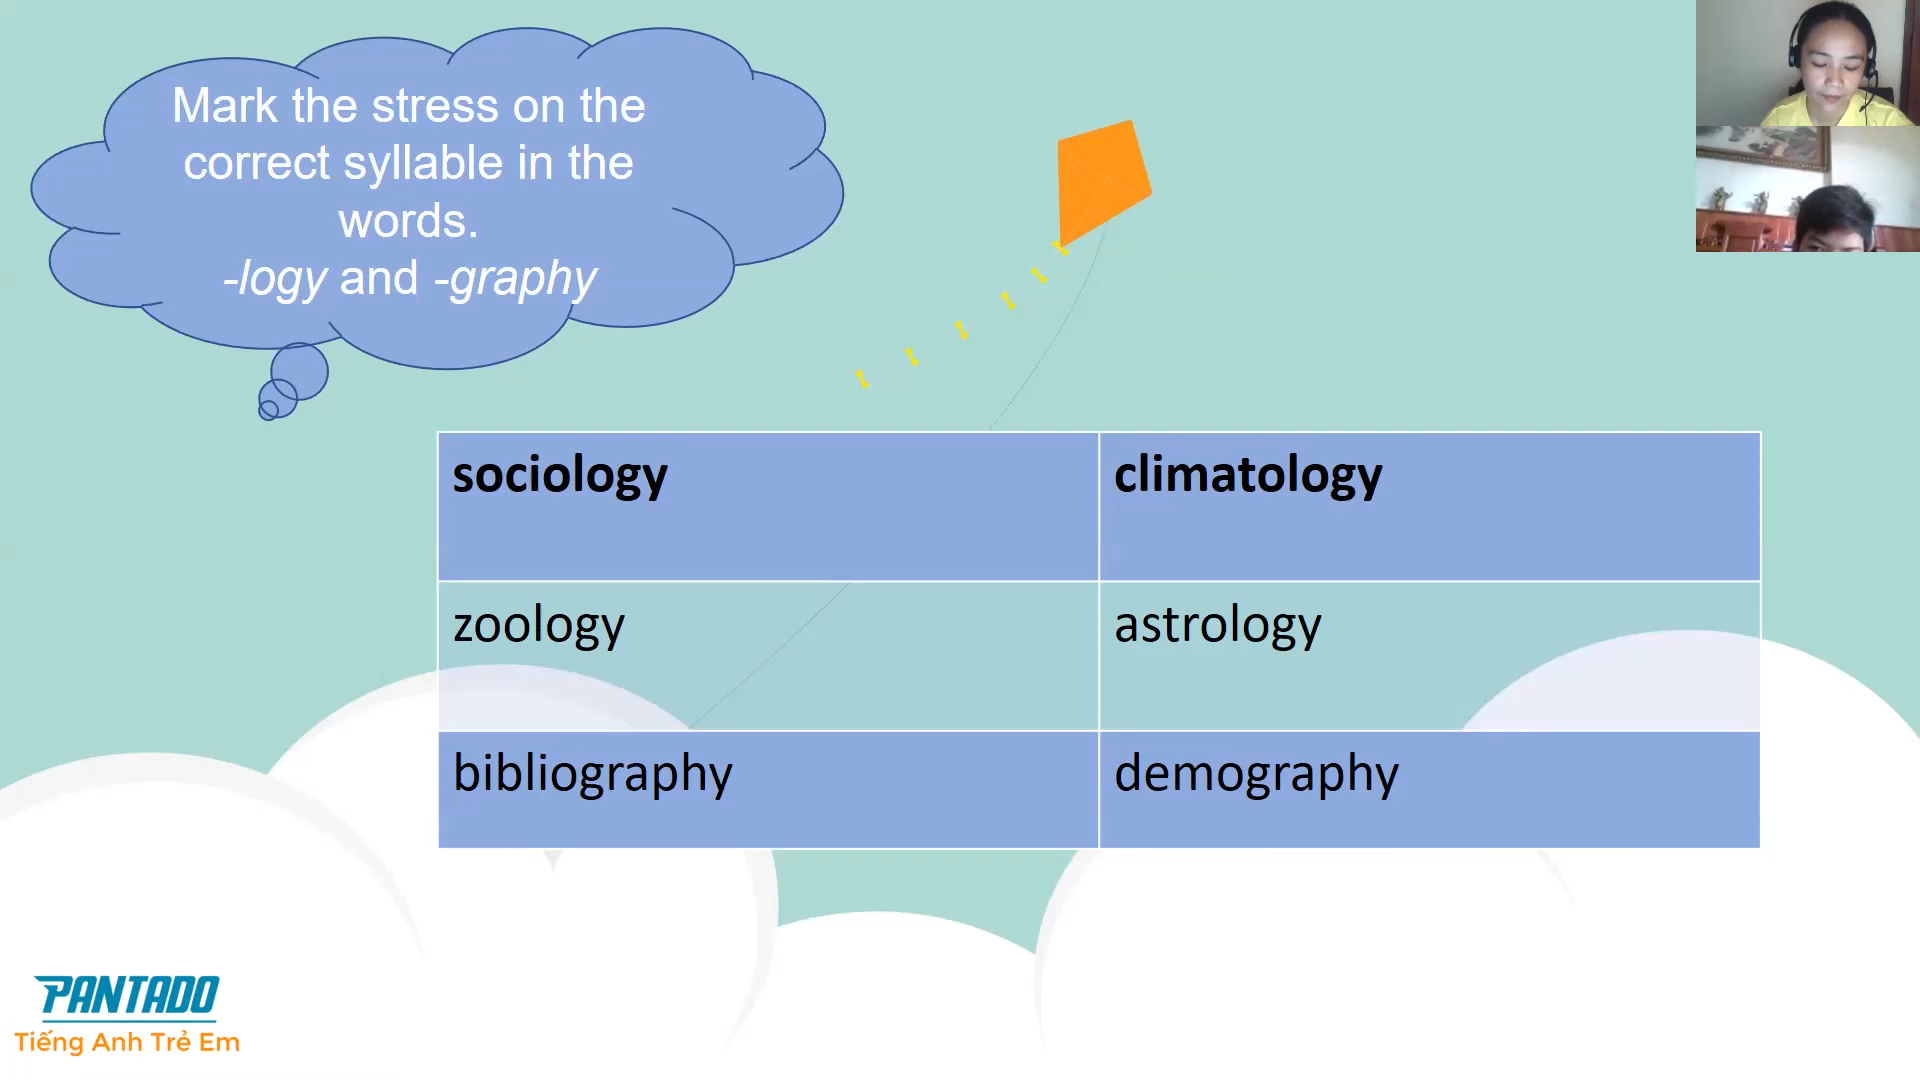 Mark the stress on the
correct syllable in the
words.
-logy and -graphy
sociology
climatology
zoology
astrology
bibliography
demography
PANTADO
Tiếng Anh Trẻ Em